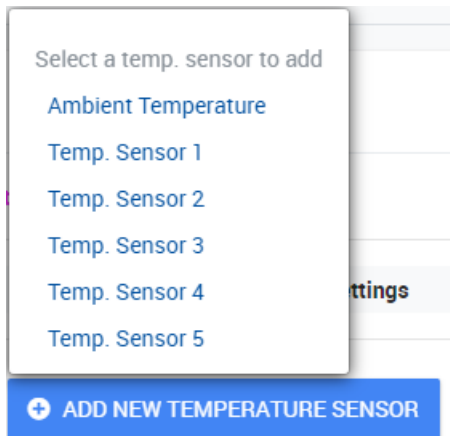 Select a temp. sensor to add
Ambient Temperature
Temp. Sensor 1
Temp. Sensor 2
Temp. Sensor 3
Temp. Sensor 4
ttings
Temp. Sensor 5
ADD NEW TEMPERATURE SENSOR